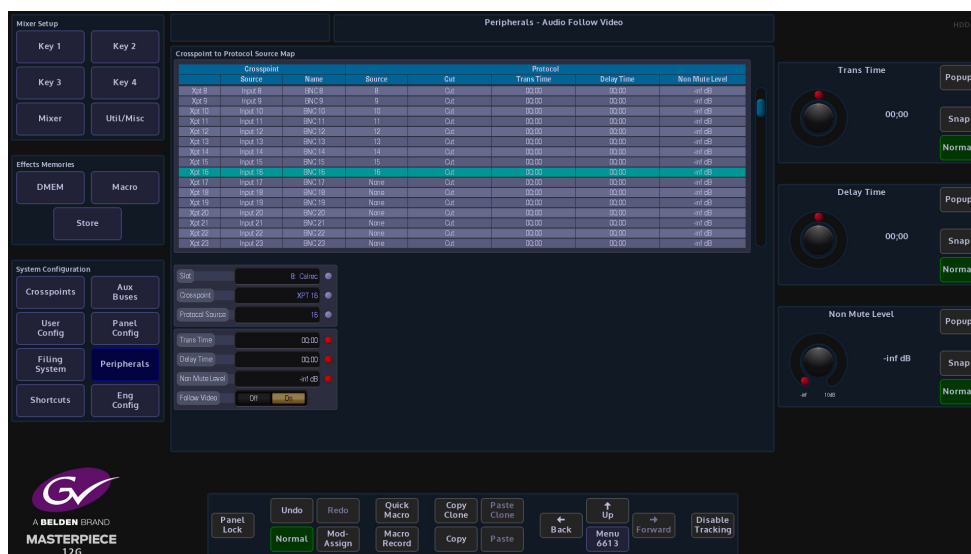 Mixer Setup
Peripherals - Audio Follow Video
HDD
Key 1 Key 2
Key 3 Key 4
Mixer Util/Misc
Effects Memories
DMEM Macro
Store
System Configuration
Crosspoints Aux Buses
User Config Panel Config
Filing System Peripherals
Shortcuts Eng Config
Crosspoint to Protocol Source Map
Crosspoint Protocol
Source Name Source Cut Trans Time Delay Time Non Mute Level
Xpt 8 Input 8 BNC 8 8 Cut 00;00 00;00 -inf dB
Xpt 9 Input 9 BNC 9 9 Cut 00;00 00;00 -inf dB
Xpt 10 Input 10 BNC 10 10 Cut 00;00 00;00 -inf dB
Xpt 11 Input 11 BNC 11 11 Cut 00;00 00;00 -inf dB
Xpt 12 Input 12 BNC 12 12 Cut 00;00 00;00 -inf dB
Xpt 13 Input 13 BNC 13 13 Cut 00;00 00;00 -inf dB
Xpt 14 Input 14 BNC 14 14 Cut 00;00 00;00 -inf dB
Xpt 15 Input 15 BNC 15 15 Cut 00;00 00;00 -inf dB
Xpt 16 Input 16 BNC 16 16 Cut 00;00 00;00 -inf dB
Xpt 17 Input 17 BNC 17 None Cut 00;00 00;00 -inf dB
Xpt 18 Input 18 BNC 18 None Cut 00;00 00;00 -inf dB
Xpt 19 Input 19 BNC 19 None Cut 00;00 00;00 -inf dB
Xpt 20 Input 20 BNC 20 None Cut 00;00 00;00 -inf dB
Xpt 21 Input 21 BNC 21 None Cut 00;00 00;00 -inf dB
Xpt 22 Input 22 BNC 22 None Cut 00;00 00;00 -inf dB
Xpt 23 Input 23 BNC 23 None Cut 00;00 00;00 -inf dB
Slot 8: Calrec
Crosspoint XPT 16
Protocol Source 16
Trans Time 00;00
Delay Time 00;00
Non Mute Level -inf dB
Follow Video Off On
Trans Time
00;00
Popup
Snap
Norma
Delay Time
00;00
Popup
Snap
Norma
Non Mute Level
-inf dB
-inf 10dB
Popup
Snap
Norma
GV
A BELDEN BRAND
MASTERPIECE
12G
Panel Lock
Undo Redo
Normal Mod-Assign
Quick Macro
Macro Record
Copy Clone Paste Clone
Copy Paste
Back
Up
Menu 6613
Forward
Disable Tracking